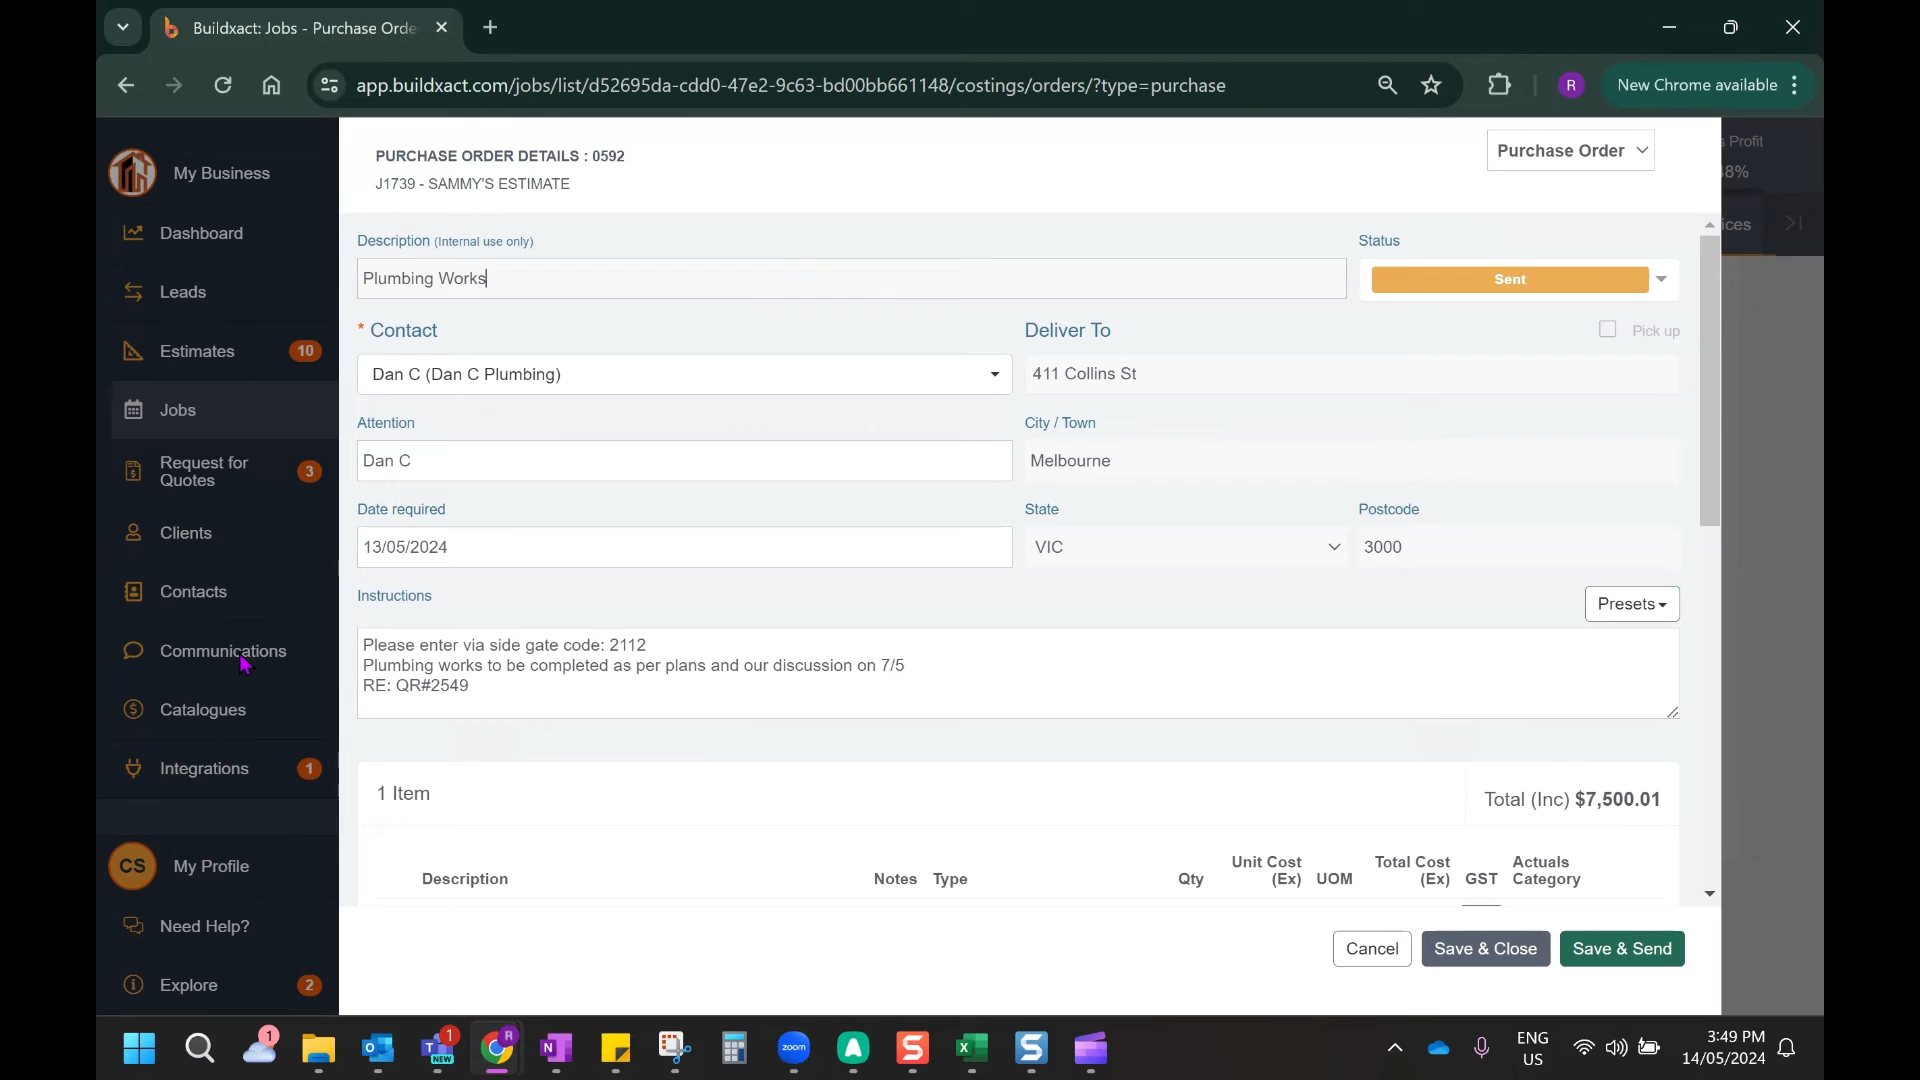 Buildxact: Jobs - Purchase Orde
app.buildxact.com/jobs/list/d52695da-cdd0-47e2-9c63-bd00bb661148/costings/orders/?type=purchase
R
New Chrome available
My Business
Dashboard
Leads
Estimates 10
Jobs
Request for
Quotes
3
Clients
Contacts
Communications
Catalogues
Integrations 1
CS My Profile
Need Help?
Explore 2
PURCHASE ORDER DETAILS : 0592
J1739 - SAMMY'S ESTIMATE
Purchase Order
s Profit
48%
ices
Description (Internal use only)
Status
Plumbing Works
Sent
* Contact
Deliver To
Pick up
Dan C (Dan C Plumbing)
411 Collins St
Attention
City / Town
Dan C
Melbourne
Date required
State
Postcode
13/05/2024
VIC
3000
Instructions
Presets
Please enter via side gate code: 2112
Plumbing works to be completed as per plans and our discussion on 7/5
RE: QR#2549
1 Item
Total (Inc) $7,500.01
Description
Notes
Type
Qty
Unit Cost
(Ex)
UOM
Total Cost
(Ex)
GST
Actuals
Category
Cancel
Save & Close
Save & Send
1
1
NEW
R
zoom
ENG
US
3:49 PM
14/05/2024